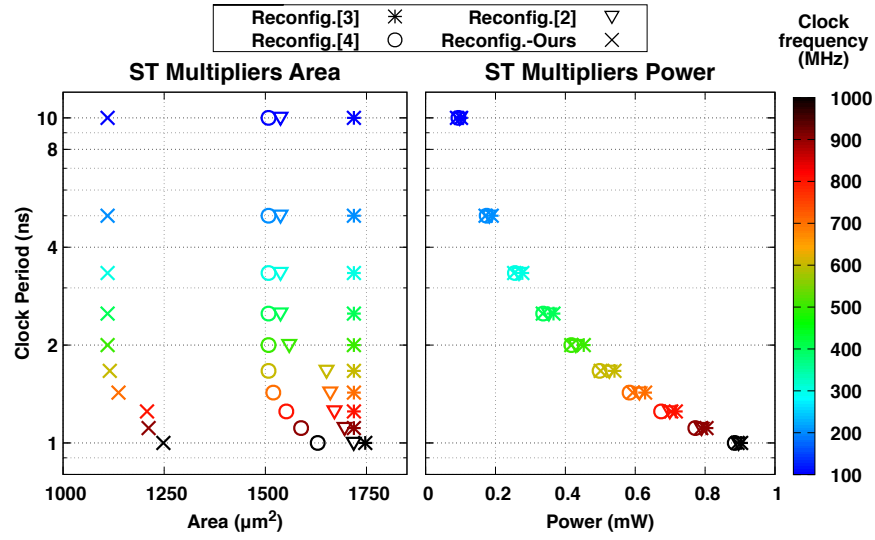 Reconfig.[3] Reconfig.[2]
Reconfig.[4] Reconfig.-Ours
Clock
frequency
(MHz)
ST Multipliers Area
ST Multipliers Power
Clock Period (ns)
10
8
4
2
1
1000 1250 1500 1750
Area (µm²)
0 0.2 0.4 0.6 0.8 1
Power (mW)
1000
900
800
700
600
500
400
300
200
100